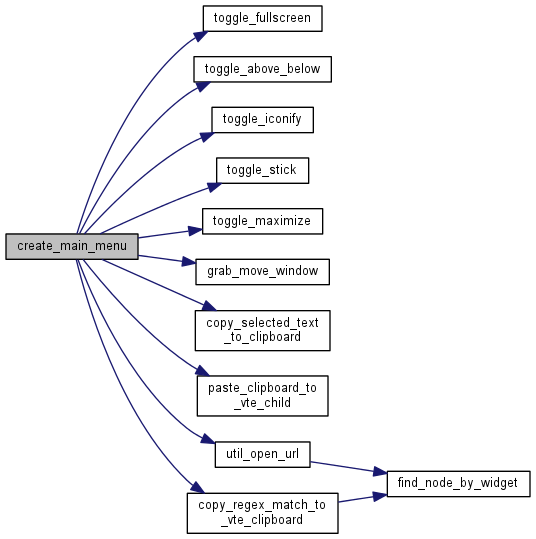 toggle_fullscreen
toggle_above_below
toggle_iconify
toggle_stick
toggle_maximize
create_main_menu
grab_move_window
copy_selected_text
_to_clipboard
paste_clipboard_to
_vte_child
util_open_url
find_node_by_widget
copy_regex_match_to
_vte_clipboard